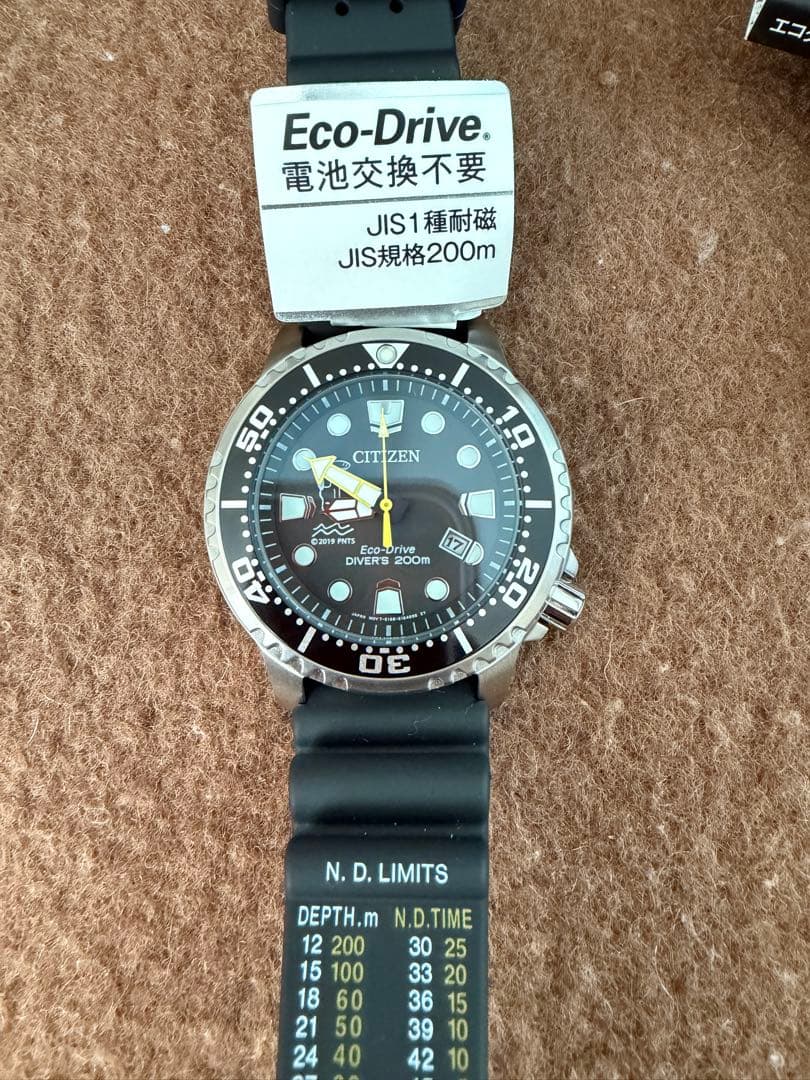 エコ
Eco-Drive®
電池交換不要
JIS1種耐磁
JIS規格200m
50
10
CITIZEN
©2019 PNTS
17
Eco-Drive
DIVER'S 200m
40
20
30
N. D. LIMITS
DEPTH.m N.D.TIME
12 200 30 25
15 100 33 20
18 60 36 15
21 50 39 10
24 40 42 10